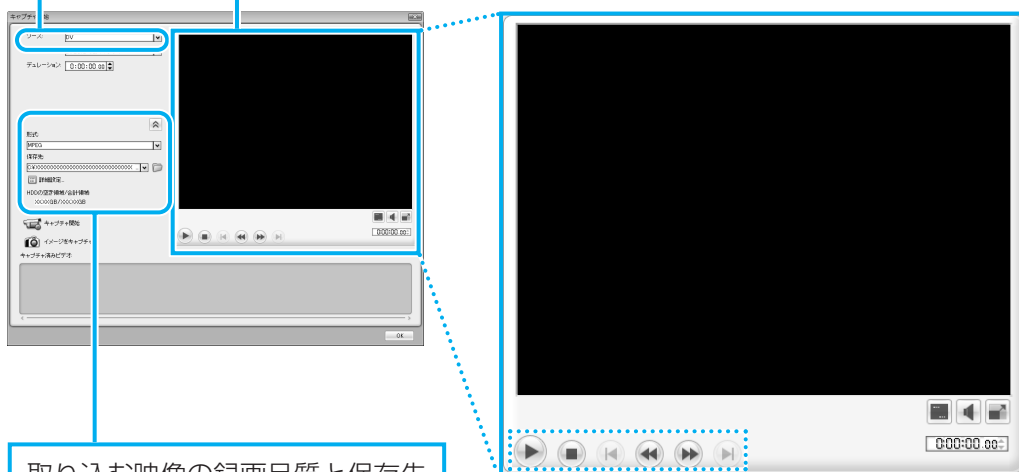 キャプチャ開始
ソース:
DV
デュレーション:
0:00:00.00
形式:
MPEG
保存先:
詳細設定...
HDDの空き領域/合計領域
XXXXGB/XXXXXGB
キャプチャ開始
イメージをキャプチャ
キャプチャ済みビデオ:
0:00:00.00
OK
0:00:00.00
取り込む映像の録画品質と保存先